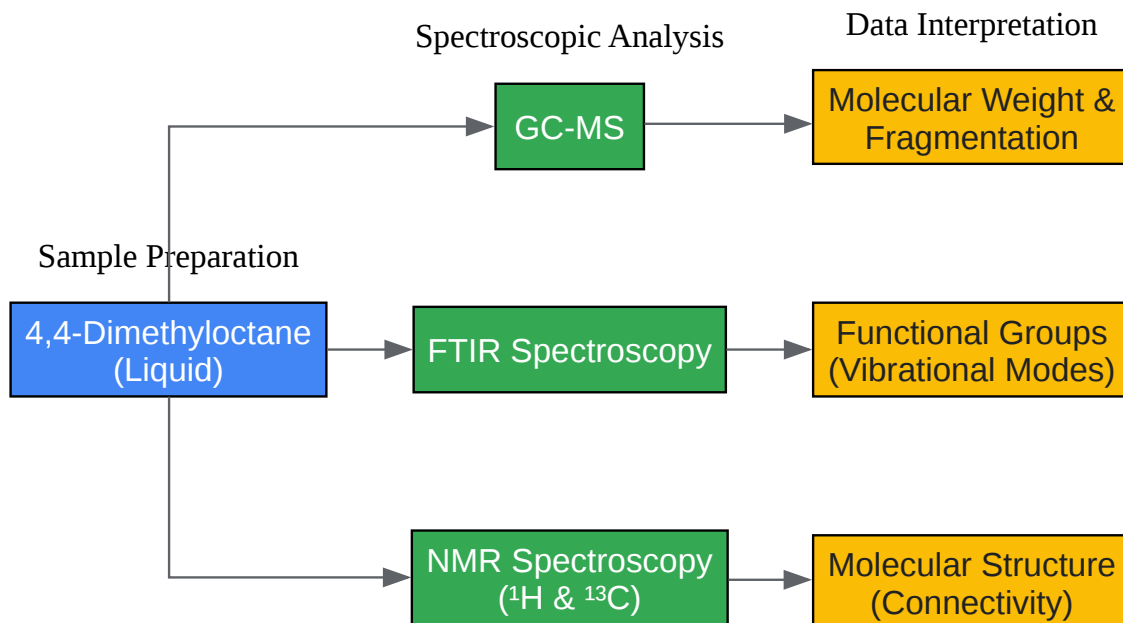 Spectroscopic Analysis
Data Interpretation
GC-MS
Molecular Weight &
Fragmentation
Sample Preparation
4,4-Dimethyloctane
(Liquid)
FTIR Spectroscopy
Functional Groups
(Vibrational Modes)
NMR Spectroscopy
(¹H & ¹³C)
Molecular Structure
(Connectivity)